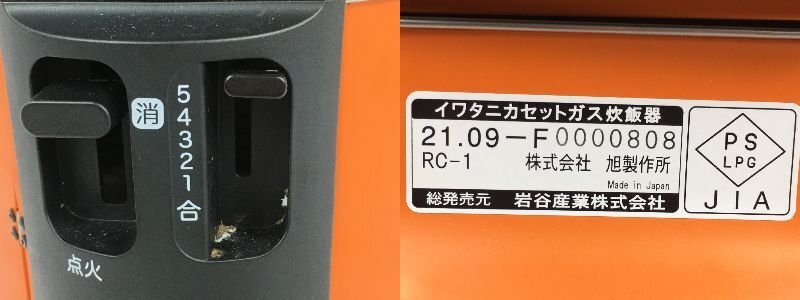 消
5
4
3
2
1
合
点火
イワタニカセットガス炊飯器
21.09-F0000808
RC-1 株式会社 旭製作所
Made in Japan
総発売元 岩谷産業株式会社
PS
LPG
JIA